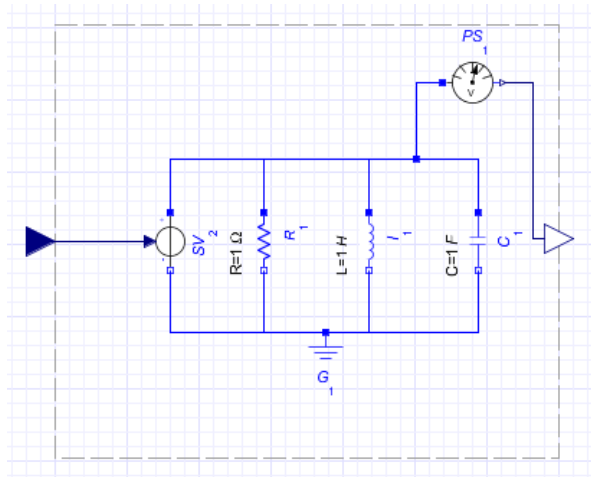 PS
1
V
+
-
SV
2
R=1 Ω
R
1
L=1 H
I
1
C=1 F
C
1
G
1